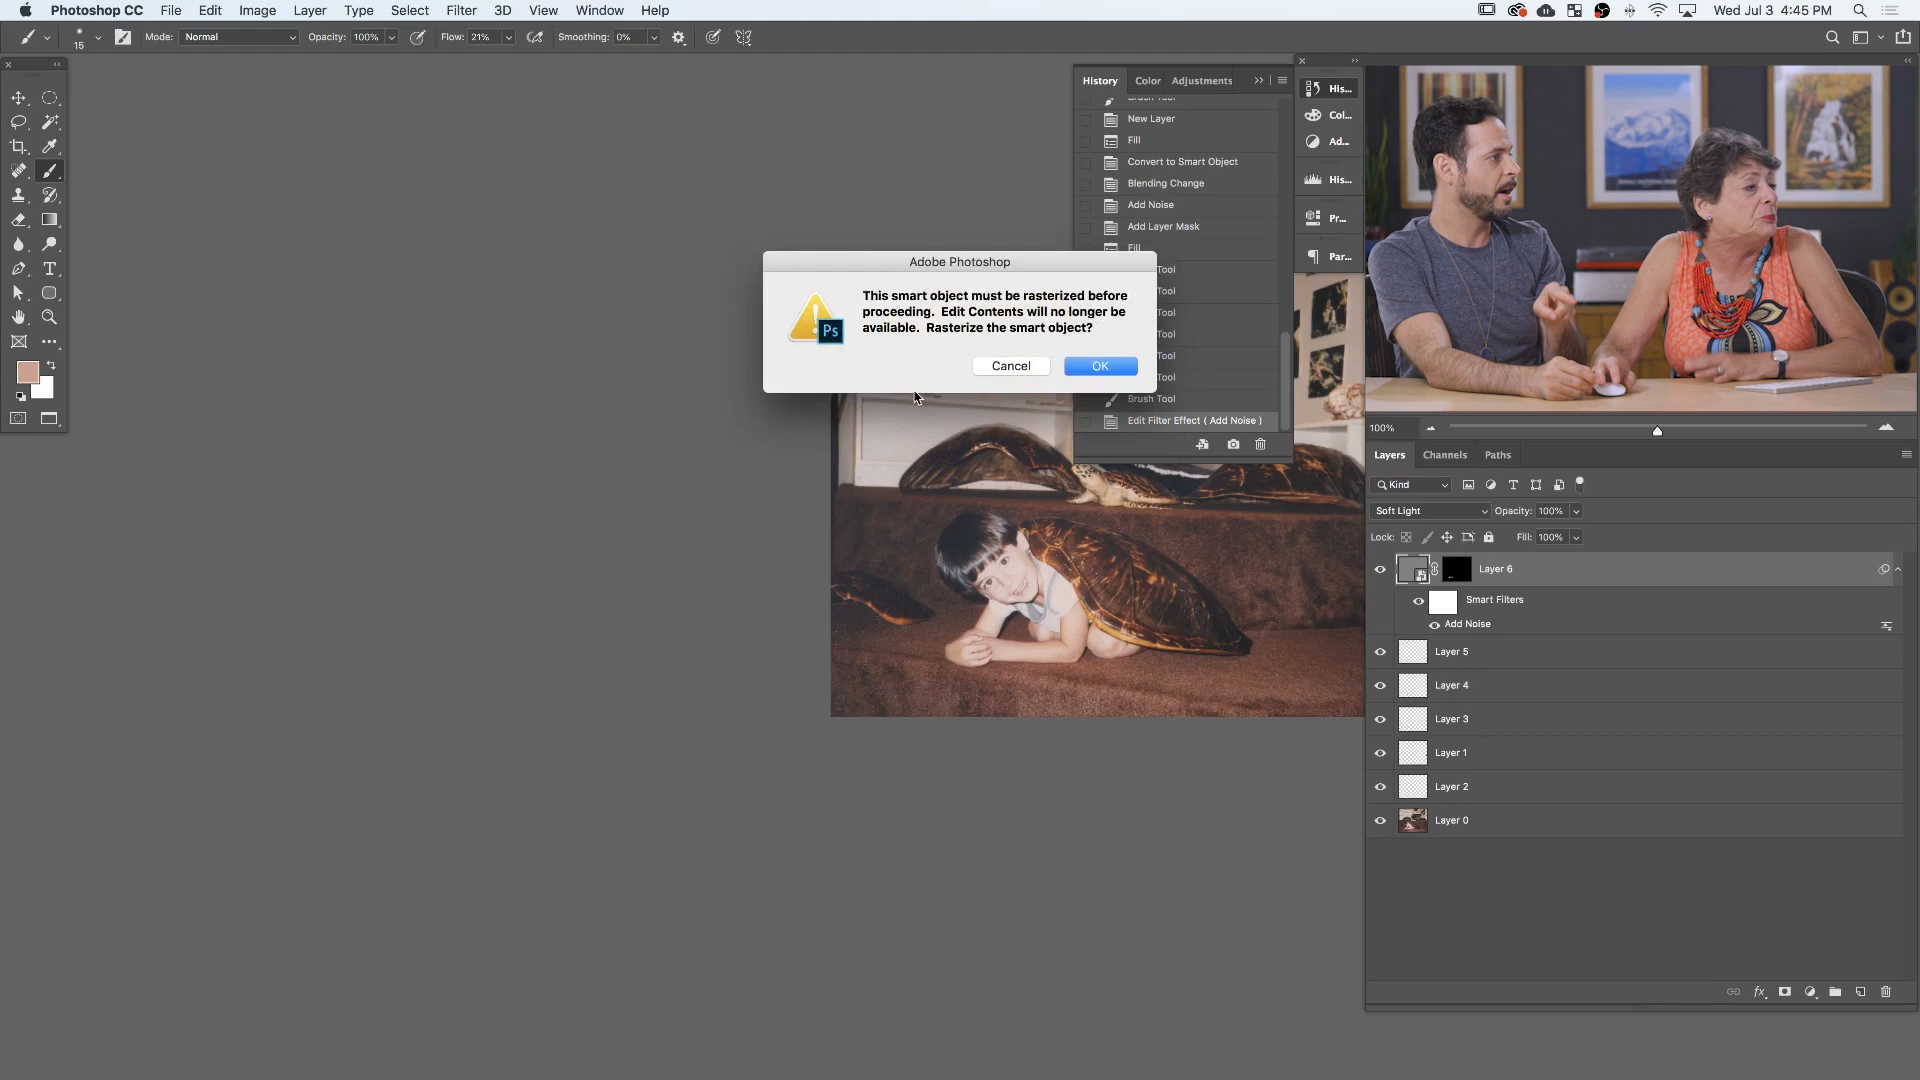 Photoshop CC File Edit Image Layer Type Select Filter 3D View Window Help Wed Jul 3 4:45 PM
15 Mode: Normal Opacity: 100% Flow: 21% Smoothing: 0%
History Color Adjustments
Brush Tool
New Layer
Fill
Convert to Smart Object
Blending Change
Add Noise
Add Layer Mask
Fill
Tool
Tool
Tool
Tool
Tool
Tool
Brush Tool
Edit Filter Effect ( Add Noise )
His...
Col...
Ad...
His...
Pr...
Par...
Adobe Photoshop
This smart object must be rasterized before
proceeding. Edit Contents will no longer be
available. Rasterize the smart object?
Ps
Cancel OK
100%
Layers Channels Paths
Kind
Soft Light Opacity: 100%
Lock: Fill: 100%
Layer 6
Smart Filters
Add Noise
Layer 5
Layer 4
Layer 3
Layer 1
Layer 2
Layer 0
fx